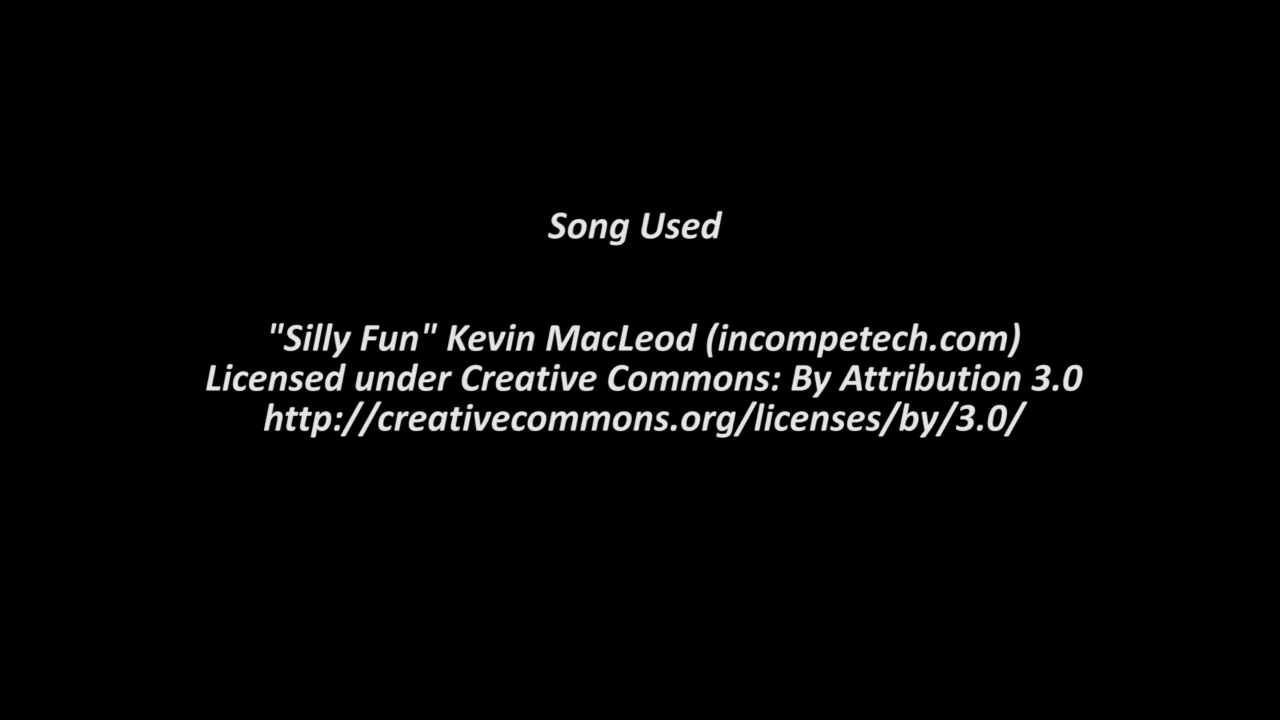 Song Used
"Silly Fun" Kevin MacLeod (incompetech.com)
Licensed under Creative Commons: By Attribution 3.0
http://creativecommons.org/licenses/by/3.0/